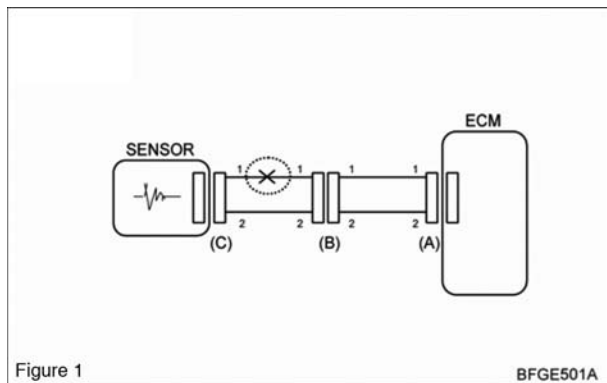 ECM
SENSOR
1 1 1 1
2 2 2 2
(C) (B) (A)
Figure 1 BFGE501A